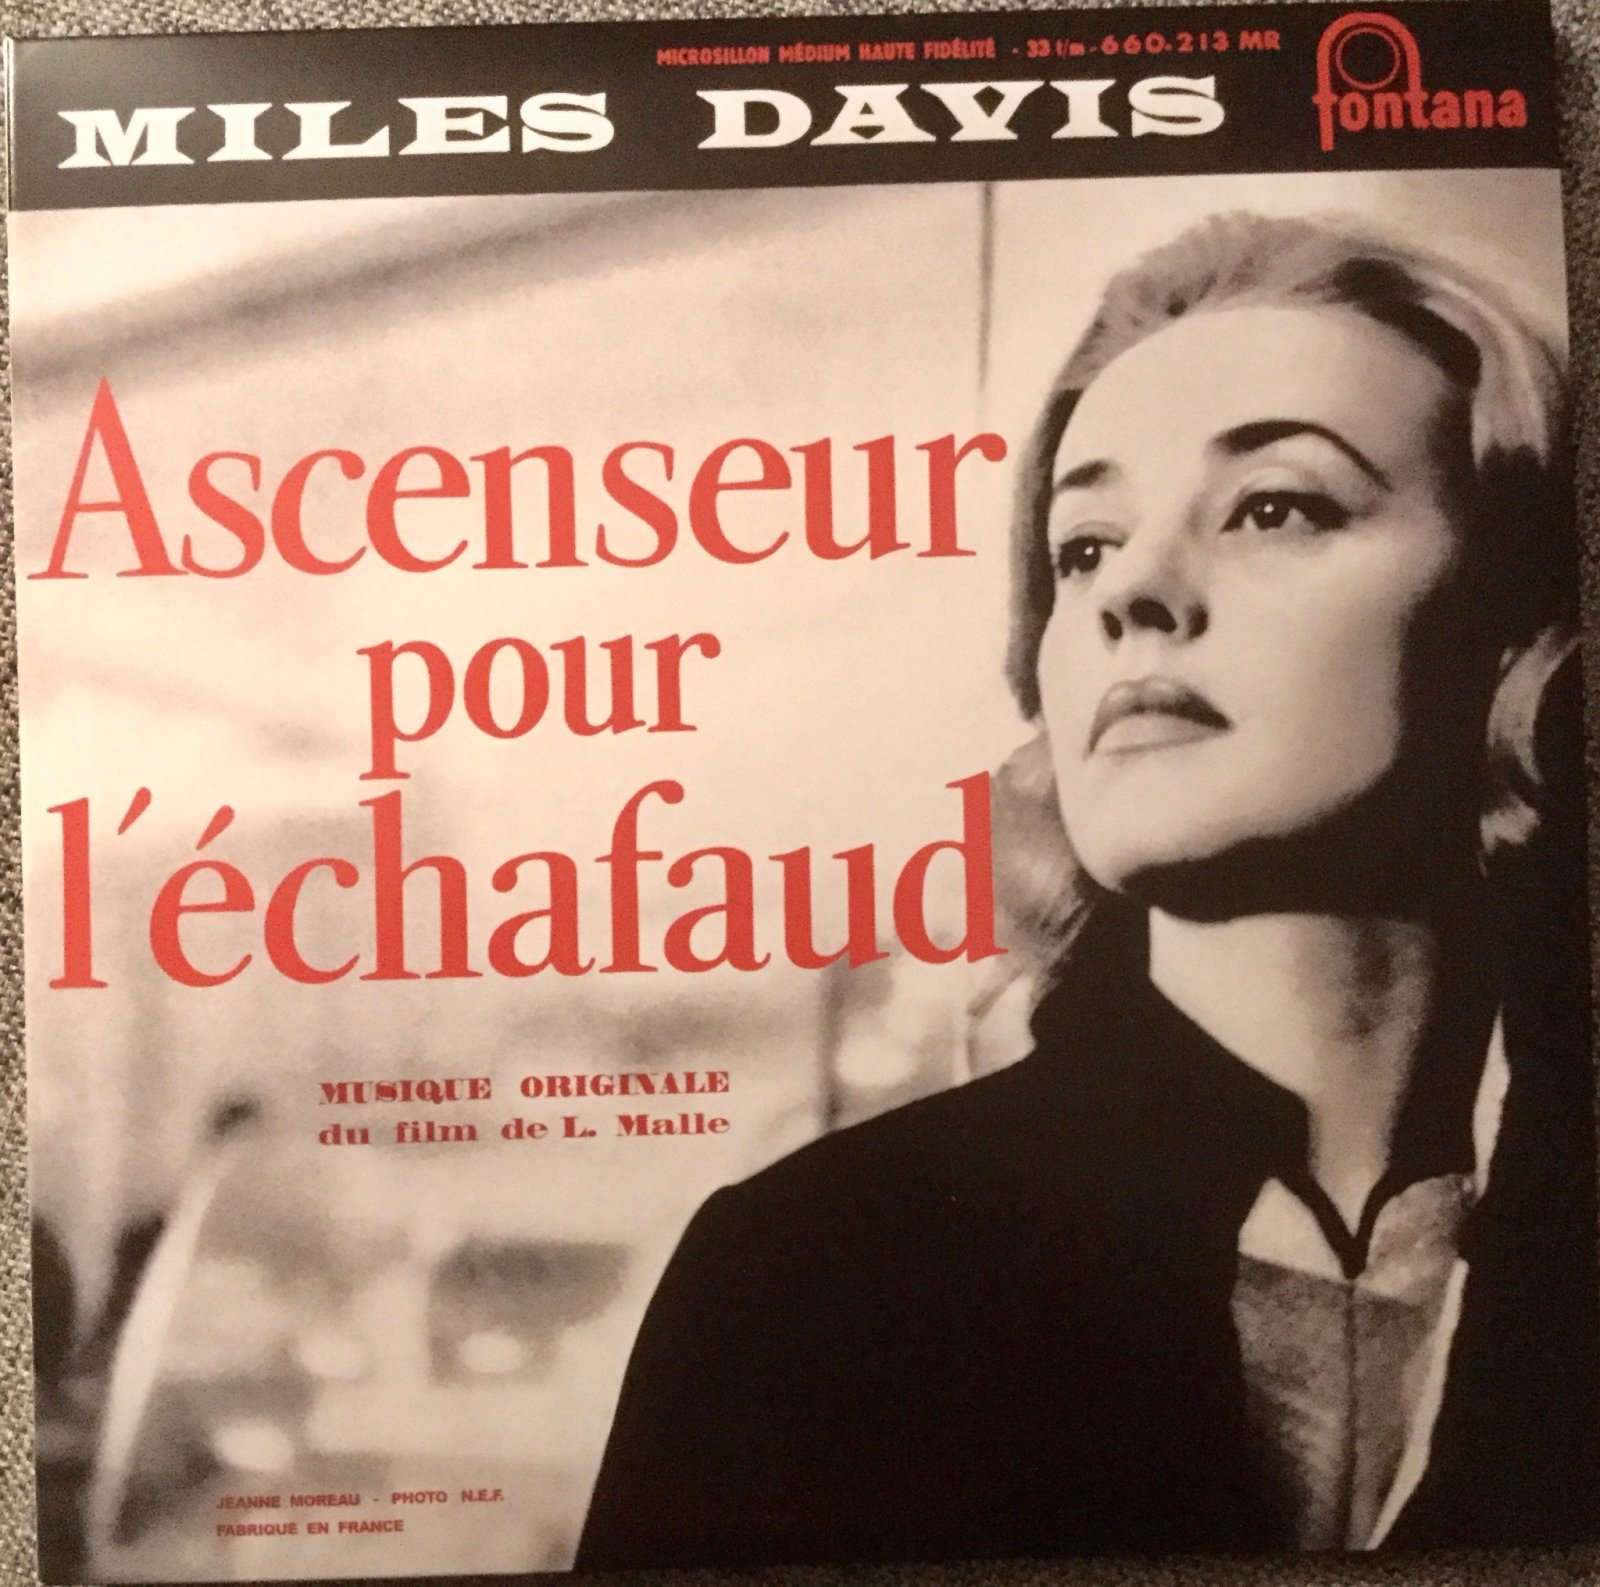 MICROSILLON MÉDIUM HAUTE FIDÉLITÉ - 33 t/m - 660.213 MR
MILES DAVIS
fontana
Ascenseur
pour
l'échafaud
MUSIQUE ORIGINALE
du film de L. Malle
JEANNE MOREAU - PHOTO N.E.F.
FABRIQUÉ EN FRANCE